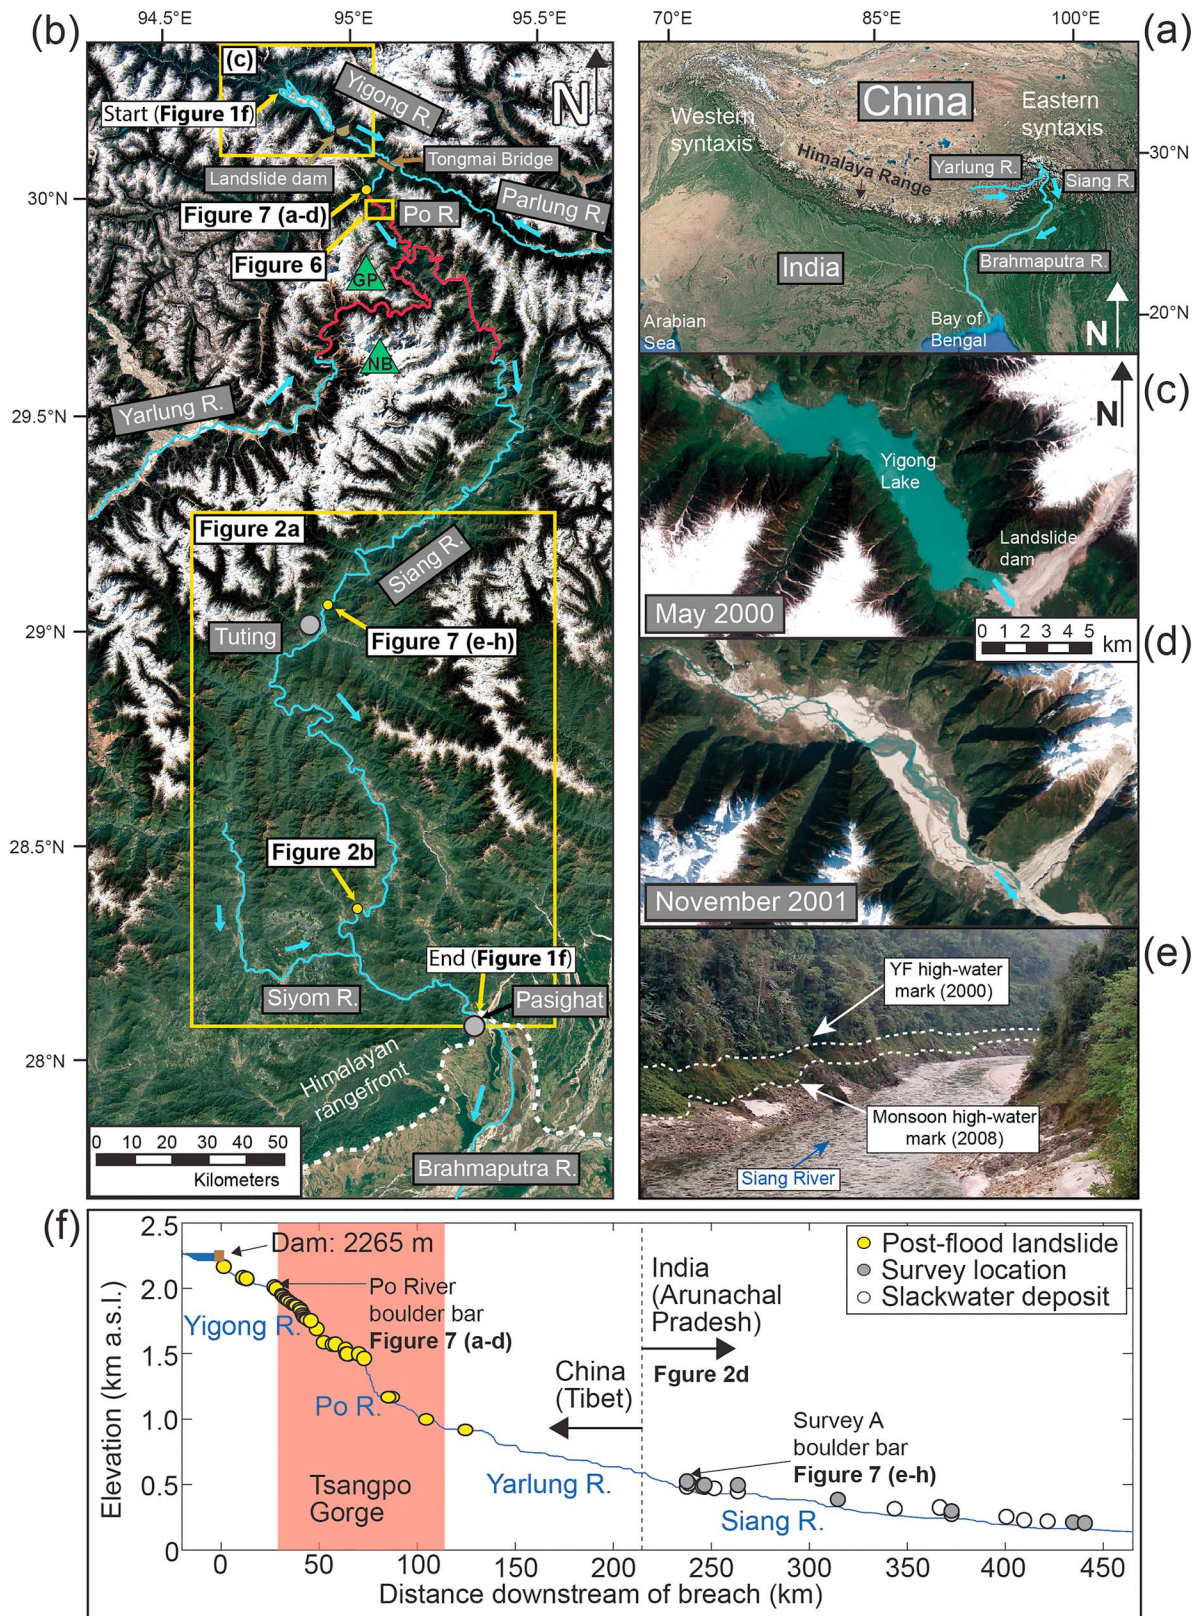 (b)
94.5°E
95°E
95.5°E
(c)
Start (Figure 1f)
Yigong R.
N
Landslide dam
Tongmai Bridge
30°N
Figure 7 (a-d)
Po R.
Parlung R.
Figure 6
GP
NB
Yarlung R.
29.5°N
Figure 2a
Siang R.
29°N
Tuting
Figure 7 (e-h)
28.5°N
Figure 2b
End (Figure 1f)
Siyom R.
Pasighat
28°N
Himalayan
rangefront
0 10 20 30 40 50
Kilometers
Brahmaputra R.
70°E
85°E
100°E
(a)
China
Western
syntaxis
Eastern
syntaxis
Himalaya Range
Yarlung R.
Siang R.
30°N
India
Brahmaputra R.
Arabian
Sea
Bay of
Bengal
N
20°N
(c)
N
Yigong
Lake
Landslide
dam
May 2000
0 1 2 3 4 5
km
(d)
November 2001
(e)
YF high-water
mark (2000)
Monsoon high-water
mark (2008)
Siang River
(f)
Elevation (km a.s.l.)
2.5
2.0
1.5
1.0
0.5
0
Dam: 2265 m
Yigong R.
Po River
boulder bar
Figure 7 (a-d)
Po R.
Tsangpo
Gorge
Yarlung R.
China
(Tibet)
India
(Arunachal
Pradesh)
Fgure 2d
Survey A
boulder bar
Figure 7 (e-h)
Siang R.
Post-flood landslide
Survey location
Slackwater deposit
0 50 100 150 200 250 300 350 400 450
Distance downstream of breach (km)